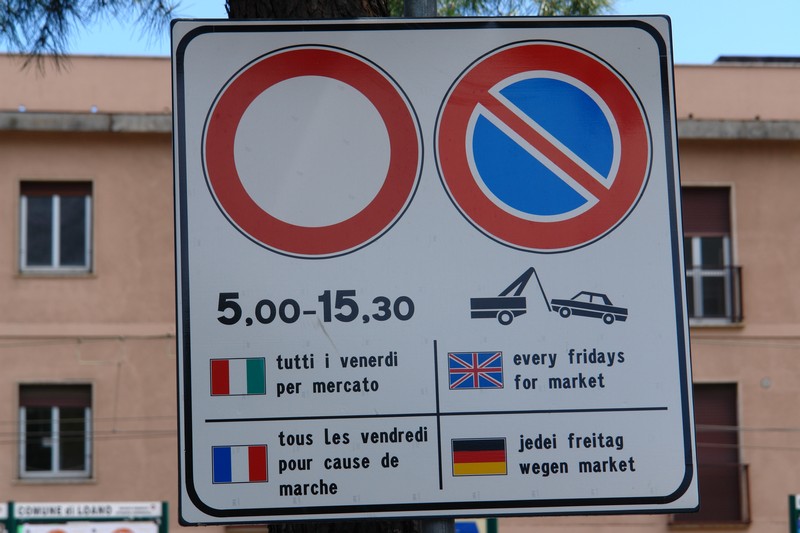 5,00-15,30
tutti i venerdi
per mercato
every fridays
for market
tous les vendredi
pour cause de
marche
jedei freitag
wegen market
COMUNE di LOANO